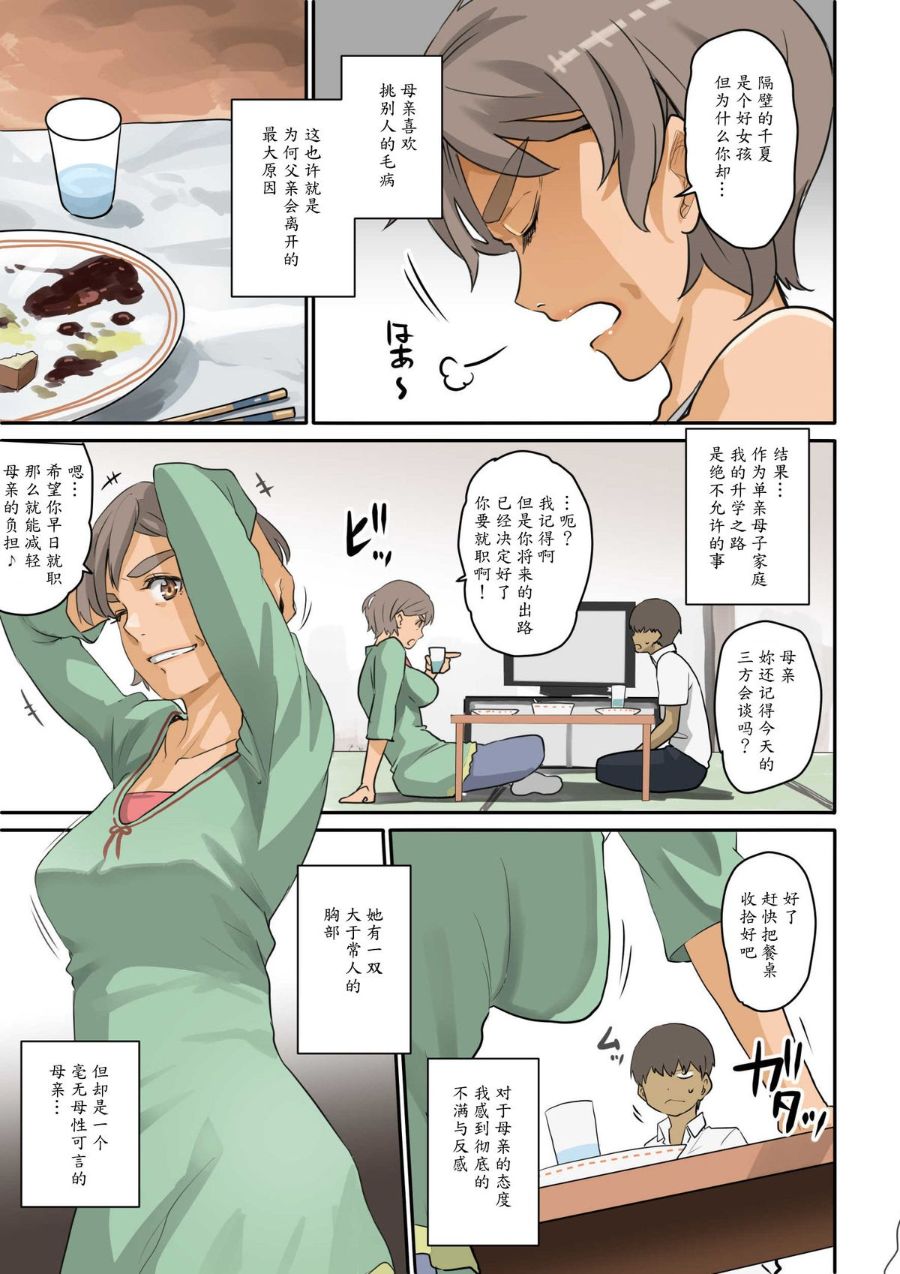 隔壁的千夏
是个好女孩
但为什么你却…
母亲喜欢
挑别人的毛病
这也许就是
为何父亲会离开的
最大原因
はあ～
结果…
作为单亲母子家庭
我的升学之路
是绝不允许的事
母亲
妳还记得今天的
三方会谈吗？
…呃？
我记得啊
但是你将来的出路
已经决定好了
你要就职啊！
ビッ
嗯…
希望你早日就职
那么就能减轻
母亲的负担♪
好了
赶快把餐桌
收拾好吧
ガタッ
ムッ
对于母亲的态度
我感到彻底的
不满与反感
她有一双
大于常人的
胸部
但却是一个
毫无母性可言的
母亲…